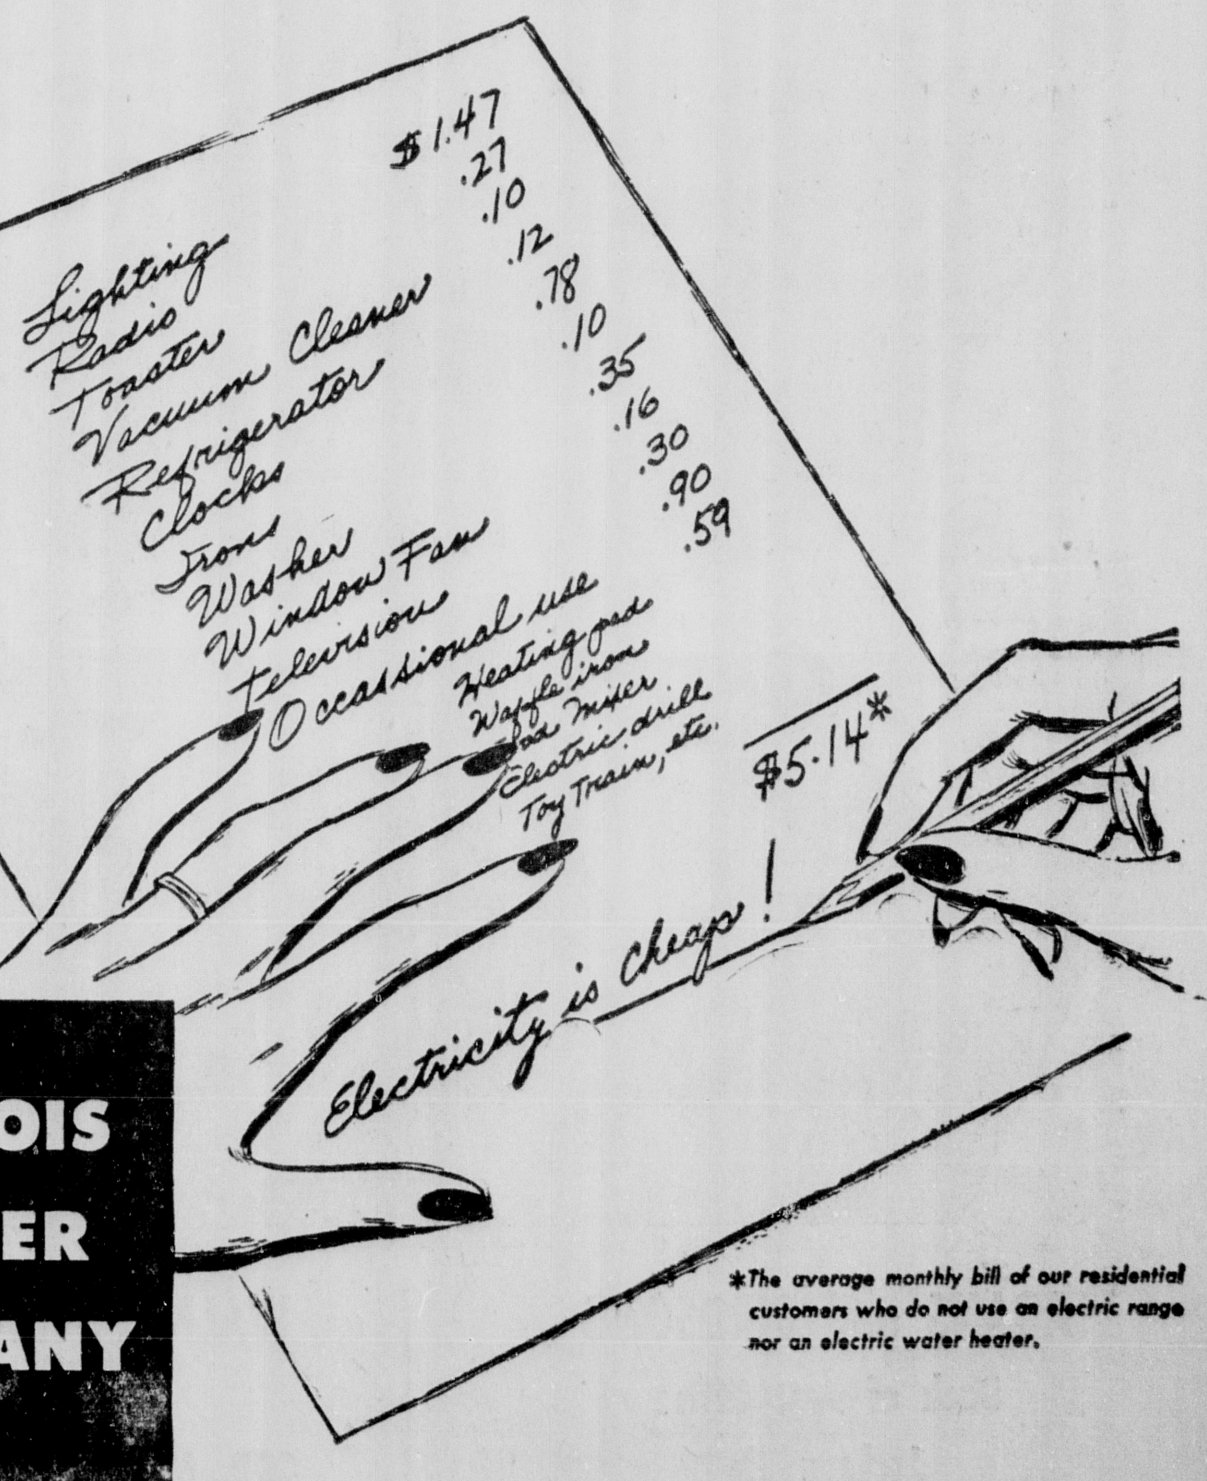 Lighting $1.47
Radio .27
Toaster .10
Vacuum Cleaner .12
Refrigerator .78
Clocks .10
Irons .35
Washer .16
Window Fan .30
Television .90
Occassional use .59
Heating pad
Waffle iron
Mixer
Electric drill
Toy Train, etc.
$5.14*
Electricity is cheap!
OIS
ER
ANY
*The average monthly bill of our residential
customers who do not use an electric range
nor an electric water heater.